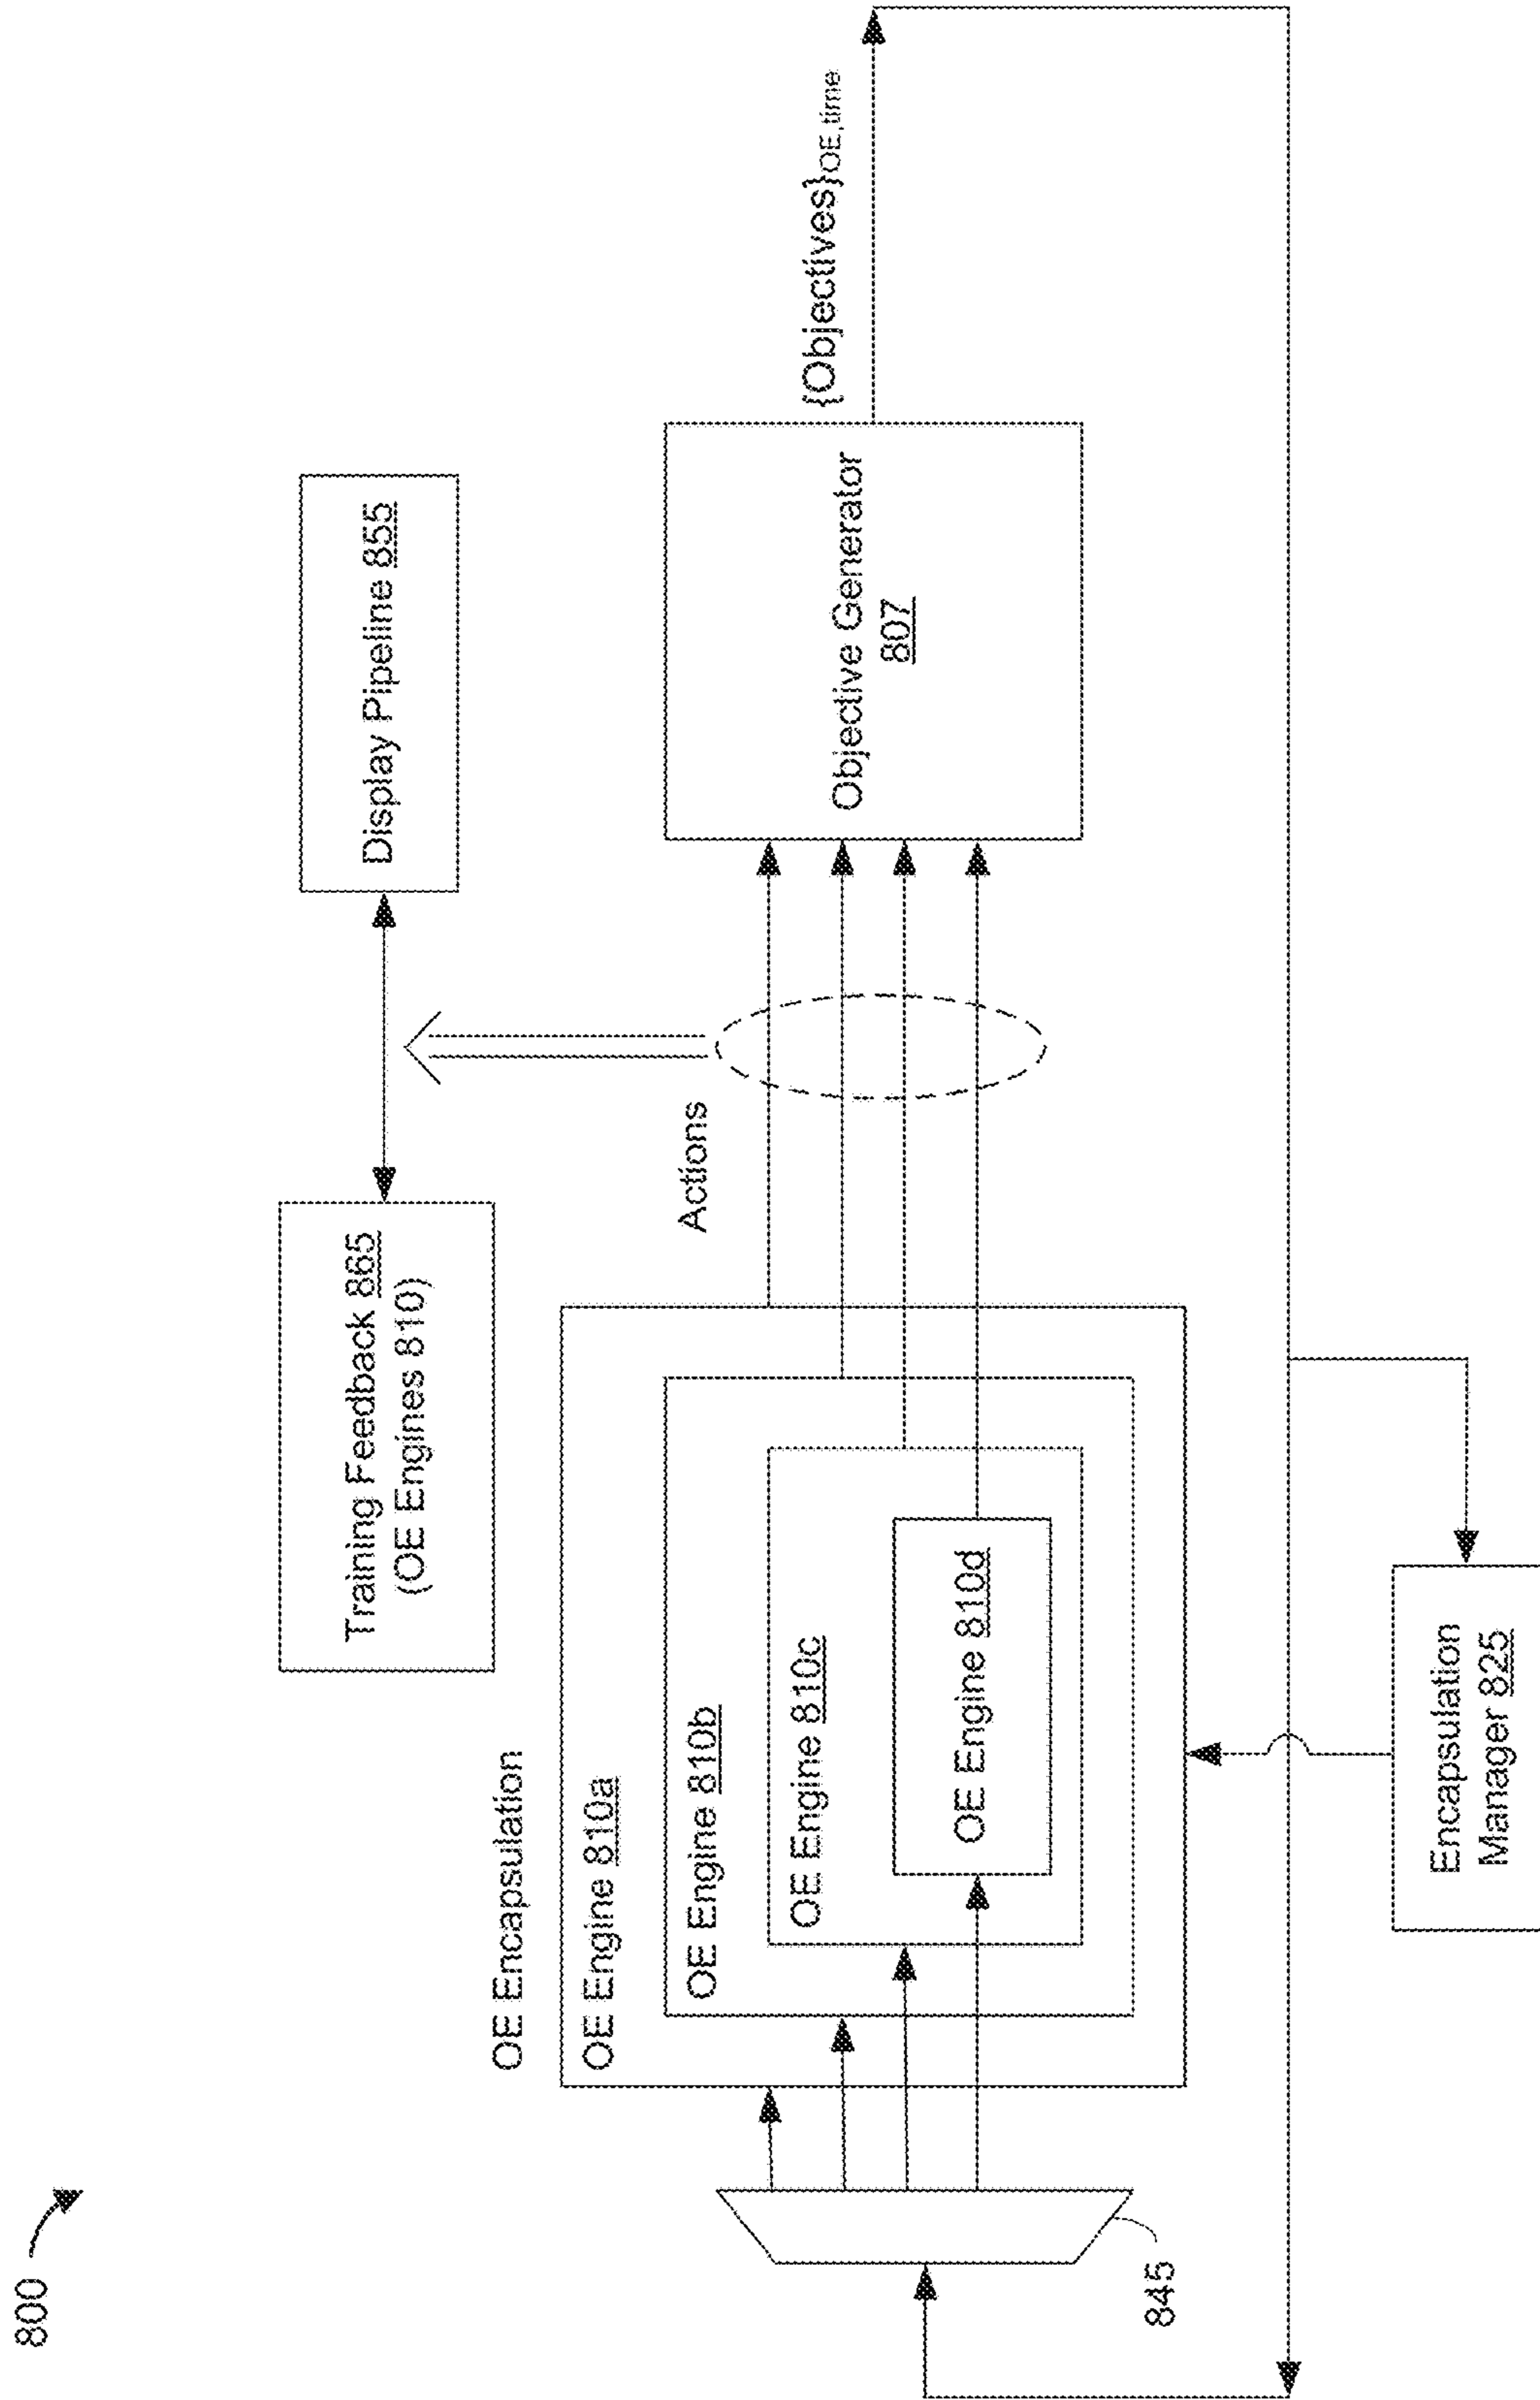 800
Training Feedback 865
(OE Engines 810)
Display Pipeline 855
OE Encapsulation
OE Engine 810a
OE Engine 810b
OE Engine 810c
OE Engine 810d
Actions
Objective Generator
807
{Objectives}OE,time
845
Encapsulation
Manager 825